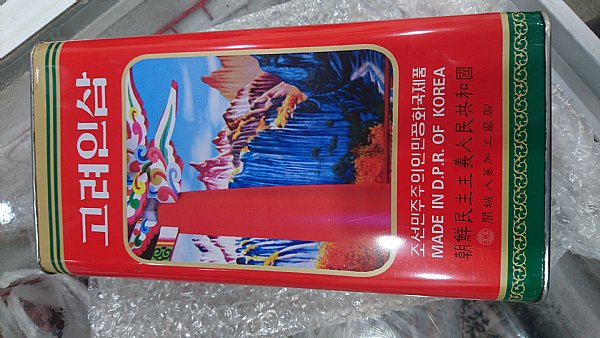 고려인삼
조선민주주의인민공화국제품
MADE IN D.P.R. OF KOREA
朝鮮民主主義人民共和國
開城人參加工廠製